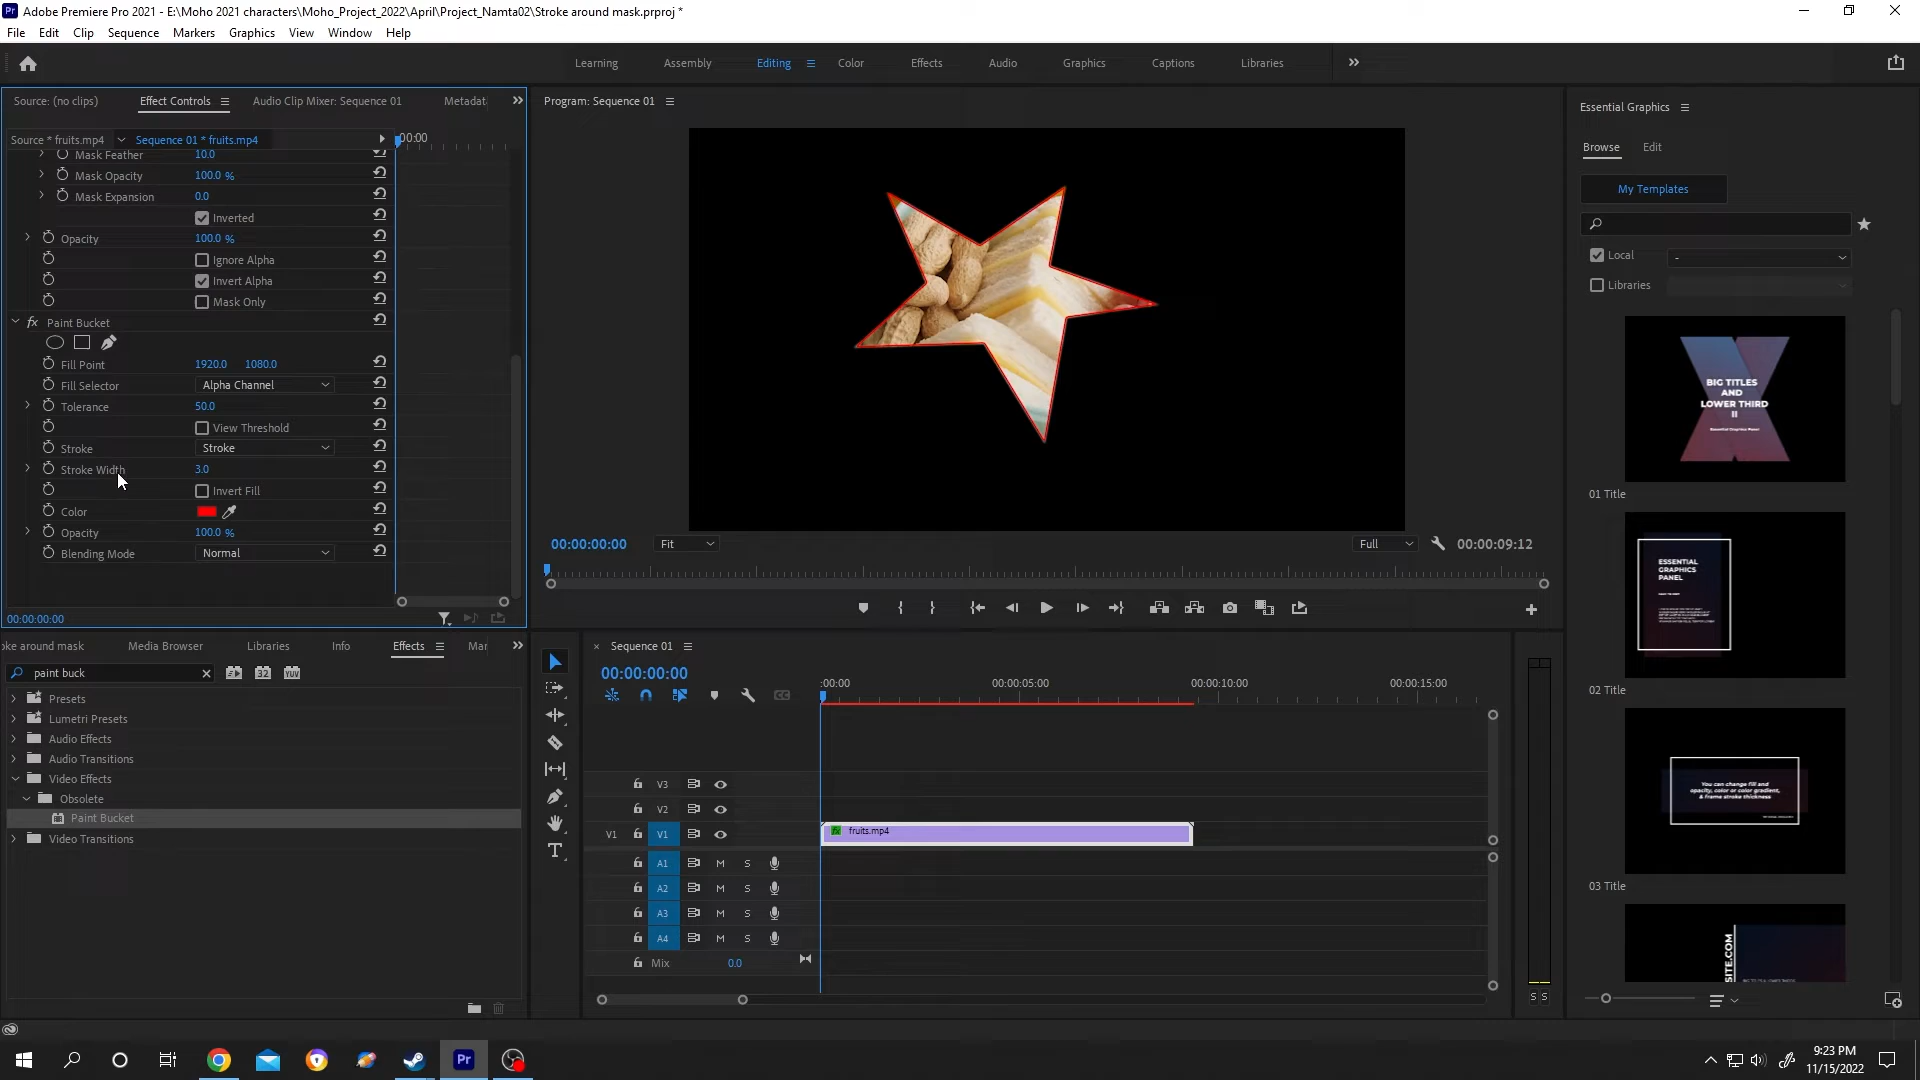 Adobe Premiere Pro 2021 - E:\Moho 2021 characters\Moho_Project_2022\April\Project_Namta02\Stroke around mask.prproj *
File Edit Clip Sequence Markers Graphics View Window Help
Learning Assembly Editing Color Effects Audio Graphics Captions Libraries
Source: (no clips) Effect Controls Audio Clip Mixer: Sequence 01 Metadat
Source * fruits.mp4 Sequence 01 * fruits.mp4 00:00
Mask Feather 10.0
Mask Opacity 100.0 %
Mask Expansion 0.0
Inverted
Opacity 100.0 %
Ignore Alpha
Invert Alpha
Mask Only
fx Paint Bucket
Fill Point 1920.0 1080.0
Fill Selector Alpha Channel
Tolerance 50.0
View Threshold
Stroke Stroke
Stroke Width 3.0
Invert Fill
Color
Opacity 100.0 %
Blending Mode Normal
00:00:00:00
Program: Sequence 01
00:00:00:00 Fit Full 00:00:09:12
Essential Graphics
Browse Edit
My Templates
Local -
Libraries
BIG TITLES
AND
LOWER THIRD
II
Essential Graphics Panel
01 Title
ESSENTIAL
GRAPHICS
PANEL
02 Title
You can change fill and
opacity, color or color gradient,
& frame stroke thickness
03 Title
SITE.COM
oke around mask Media Browser Libraries Info Effects Mar
paint buck 32 YUV
Presets
Lumetri Presets
Audio Effects
Audio Transitions
Video Effects
Obsolete
Paint Bucket
Video Transitions
× Sequence 01
00:00:00:00
:00:00 00:00:05:00 00:00:10:00 00:00:15:00
V3
V2
V1 V1 fx fruits.mp4
A1 M S
A2 M S
A3 M S
A4 M S
Mix 0.0
S S
Pr
9:23 PM
11/15/2022